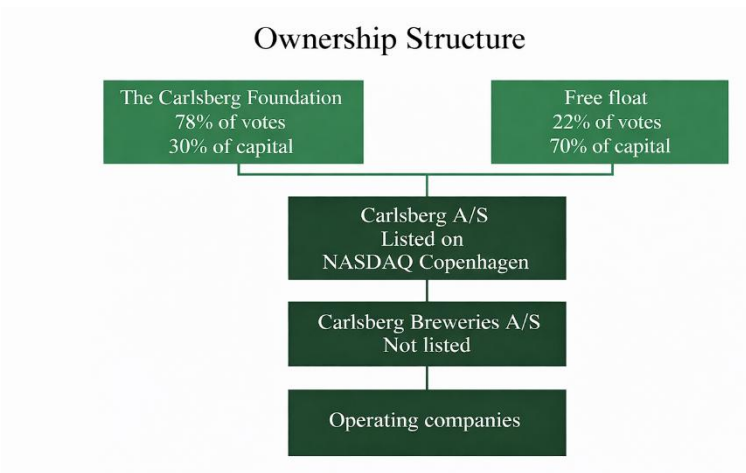 Ownership Structure
The Carlsberg Foundation
78% of votes
30% of capital
Free float
22% of votes
70% of capital
Carlsberg A/S
Listed on
NASDAQ Copenhagen
Carlsberg Breweries A/S
Not listed
Operating companies